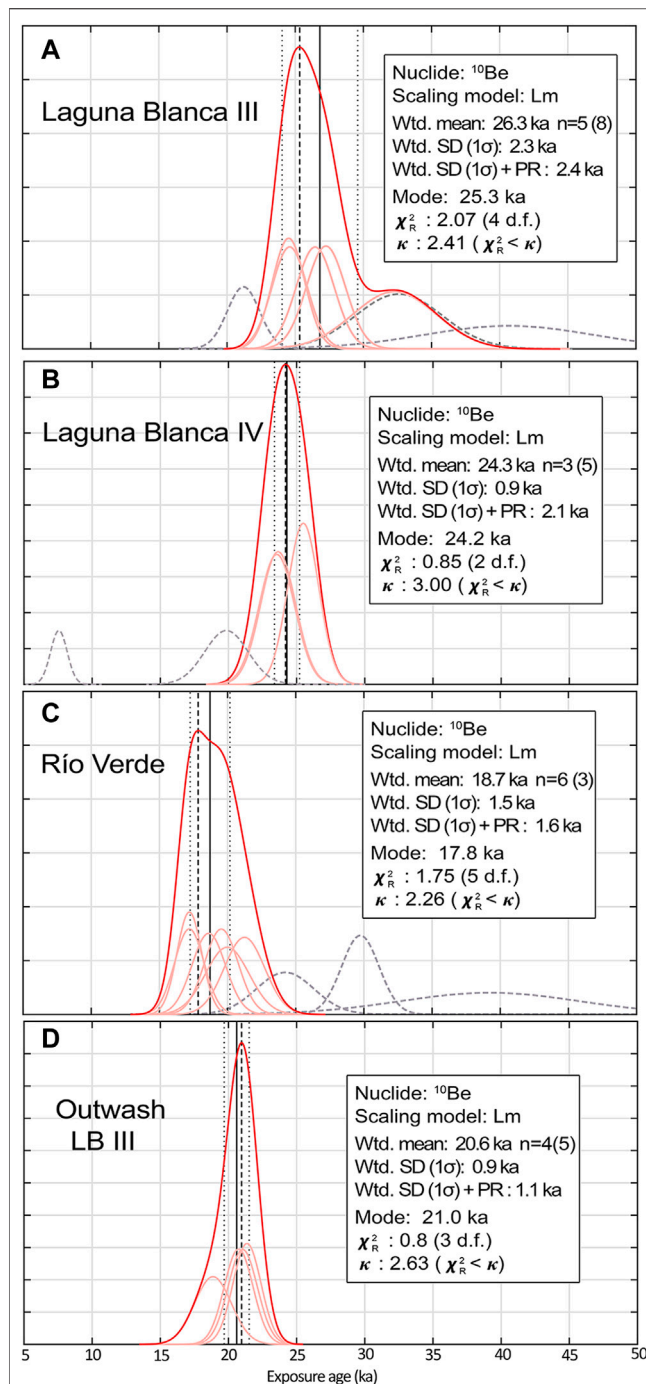 A
Laguna Blanca III
Nuclide: ¹⁰Be
Scaling model: Lm
Wtd. mean: 26.3 ka n=5 (8)
Wtd. SD (1σ): 2.3 ka
Wtd. SD (1σ) + PR : 2.4 ka
Mode: 25.3 ka
χ²R : 2.07 (4 d.f.)
κ : 2.41 ( χ²R < κ)
B
Laguna Blanca IV
Nuclide: ¹⁰Be
Scaling model: Lm
Wtd. mean: 24.3 ka n=3 (5)
Wtd. SD (1σ): 0.9 ka
Wtd. SD (1σ) + PR : 2.1 ka
Mode: 24.2 ka
χ²R : 0.85 (2 d.f.)
κ : 3.00 ( χ²R < κ)
C
Río Verde
Nuclide: ¹⁰Be
Scaling model: Lm
Wtd. mean: 18.7 ka n=6 (3)
Wtd. SD (1σ): 1.5 ka
Wtd. SD (1σ) + PR : 1.6 ka
Mode: 17.8 ka
χ²R : 1.75 (5 d.f.)
κ : 2.26 ( χ²R < κ)
D
Outwash
LB III
Nuclide: ¹⁰Be
Scaling model: Lm
Wtd. mean: 20.6 ka n=4(5)
Wtd. SD (1σ): 0.9 ka
Wtd. SD (1σ) + PR : 1.1 ka
Mode: 21.0 ka
χ²R : 0.8 (3 d.f.)
κ : 2.63 ( χ²R < κ)
5 10 15 20 25 30 35 40 45 50
Exposure age (ka)